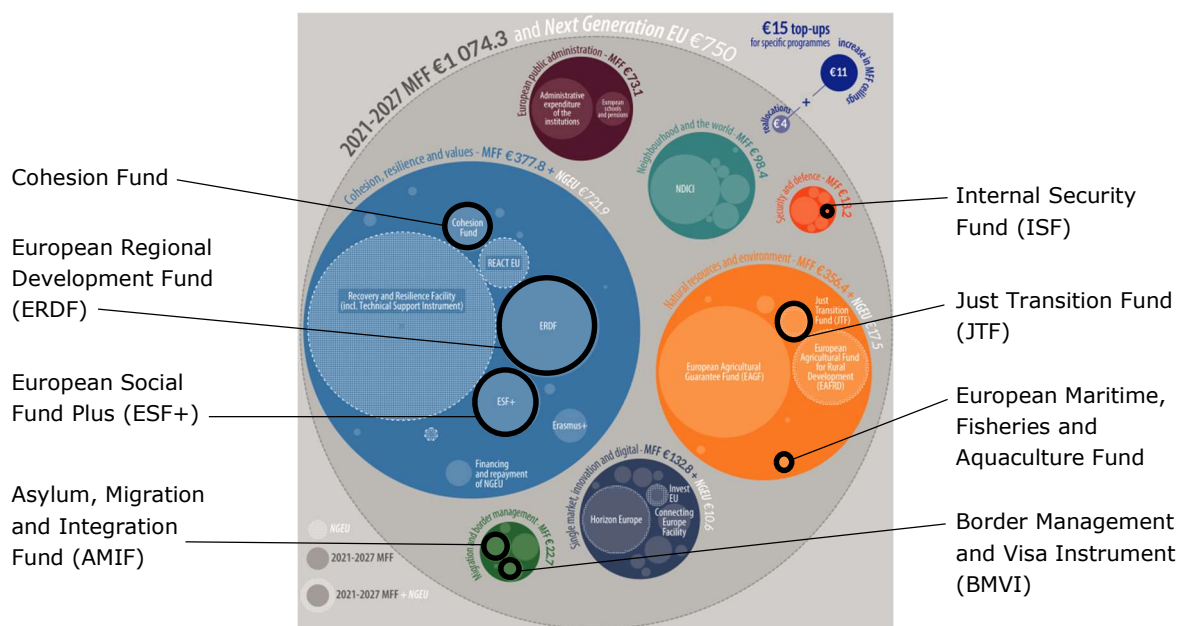 2021-2027 MFF €1 074.3 and Next Generation EU €750
€15 top-ups
for specific programmes
increase in MFF ceilings
€11
+
reallocations
€4
European public administration - MFF €73.1
Administrative
expenditure
of the
institutions
European
schools
and pensions
Neighbourhood and the world - MFF €98.4
NDICI
Security and defence - MFF €13.2
Cohesion, resilience and values - MFF €377.8 + NGEU €721.9
Cohesion
Fund
REACT EU
Recovery and Resilience Facility
(incl. Technical Support Instrument)
ERDF
ESF+
Erasmus+
Financing
and repayment
of NGEU
Natural resources and environment - MFF €356.4 + NGEU €17.5
Just
Transition
Fund (JTF)
European Agricultural
Guarantee Fund (EAGF)
European
Agricultural Fund
for Rural
Development (EAFRD)
Single market, innovation and digital - MFF €132.8 + NGEU €10.6
Invest
EU
Horizon Europe
Connecting
Europe
Facility
Migration and border management - MFF €22.7
NGEU
2021-2027 MFF
2021-2027 MFF + NGEU
Cohesion Fund
European Regional
Development Fund
(ERDF)
European Social
Fund Plus (ESF+)
Asylum, Migration
and Integration
Fund (AMIF)
Internal Security
Fund (ISF)
Just Transition Fund
(JTF)
European Maritime,
Fisheries and
Aquaculture Fund
Border Management
and Visa Instrument
(BMVI)